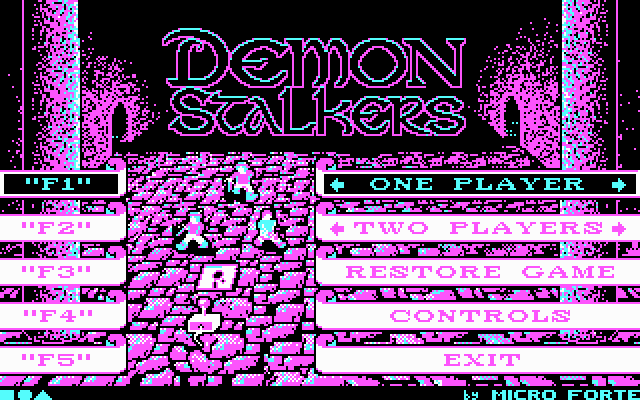 DEMON
STALKERS
"F1" ONE PLAYER
"F2" TWO PLAYERS
"F3" RESTORE GAME
"F4" CONTROLS
"F5" EXIT
by MICRO FORTE